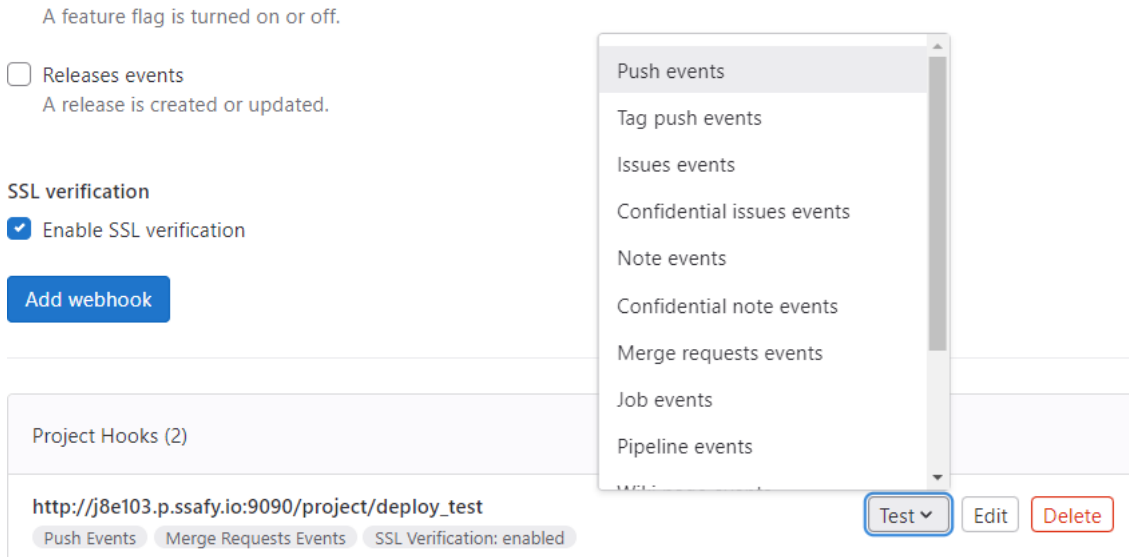 A feature flag is turned on or off.
Releases events
A release is created or updated.
SSL verification
Enable SSL verification
Add webhook
Push events
Tag push events
Issues events
Confidential issues events
Note events
Confidential note events
Merge requests events
Job events
Pipeline events
Project Hooks (2)
http://j8e103.p.ssafy.io:9090/project/deploy_test
Test Edit Delete
Push Events Merge Requests Events SSL Verification: enabled